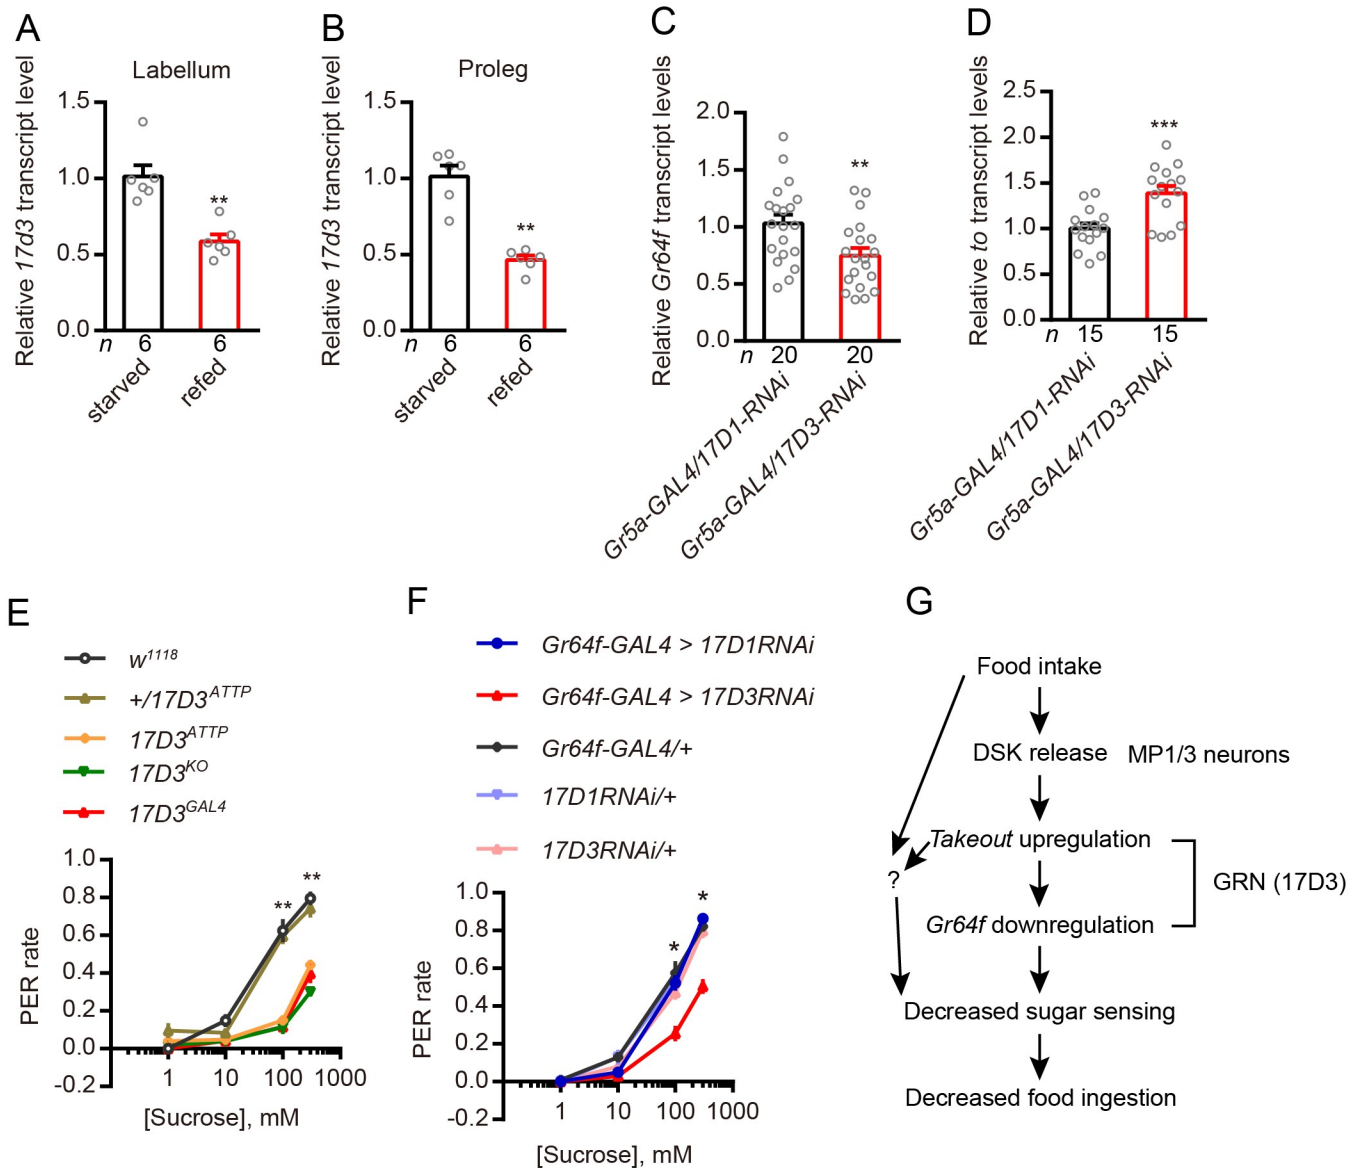 A
Labellum
Relative 17d3 transcript level
1.5
1.0
0.5
0.0
**
n 6 6
starved
refed
B
Proleg
Relative 17d3 transcript level
1.5
1.0
0.5
0.0
**
n 6 6
starved
refed
C
Relative Gr64f transcript levels
2.0
1.5
1.0
0.5
0.0
**
n 20 20
Gr5a-GAL4/17D1-RNAi
Gr5a-GAL4/17D3-RNAi
D
Relative to transcript levels
2.5
2.0
1.5
1.0
0.5
0.0
***
n 15 15
Gr5a-GAL4/17D1-RNAi
Gr5a-GAL4/17D3-RNAi
E
w1118
+/17D3ATTP
17D3ATTP
17D3KO
17D3GAL4
PER rate
1.0
0.8
0.6
0.4
0.2
0.0
-0.2
** **
1 10 100 1000
[Sucrose], mM
F
Gr64f-GAL4 > 17D1RNAi
Gr64f-GAL4 > 17D3RNAi
Gr64f-GAL4/+
17D1RNAi/+
17D3RNAi/+
PER rate
1.0
0.8
0.6
0.4
0.2
0.0
-0.2
* *
1 10 100 1000
[Sucrose], mM
G
Food intake
DSK release MP1/3 neurons
Takeout upregulation
?
GRN (17D3)
Gr64f downregulation
Decreased sugar sensing
Decreased food ingestion